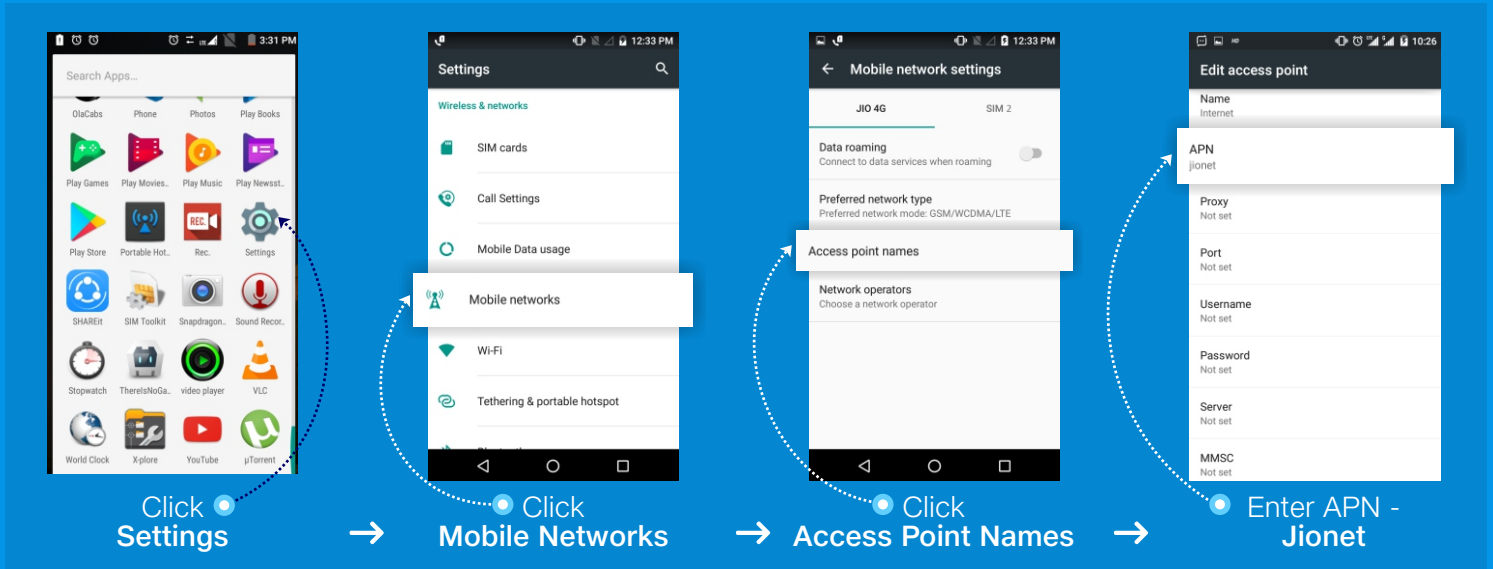 3:31 PM
Search Apps...
OlaCabs Phone Photos Play Books
Play Games Play Movies.. Play Music Play Newsst..
Play Store Portable Hot.. Rec. Settings
REC.
SHAREit SIM Toolkit Snapdragon.. Sound Recor..
Stopwatch ThereIsNoGa.. video player VLC
World Clock X-plore YouTube µTorrent
Click
Settings
12:33 PM
Settings
Wireless & networks
SIM cards
Call Settings
Mobile Data usage
Mobile networks
Wi-Fi
Tethering & portable hotspot
Click
Mobile Networks
12:33 PM
Mobile network settings
JIO 4G SIM 2
Data roaming
Connect to data services when roaming
Preferred network type
Preferred network mode: GSM/WCDMA/LTE
Access point names
Network operators
Choose a network operator
Click
Access Point Names
10:26
Edit access point
Name
Internet
APN
jionet
Proxy
Not set
Port
Not set
Username
Not set
Password
Not set
Server
Not set
MMSC
Not set
Enter APN -
Jionet